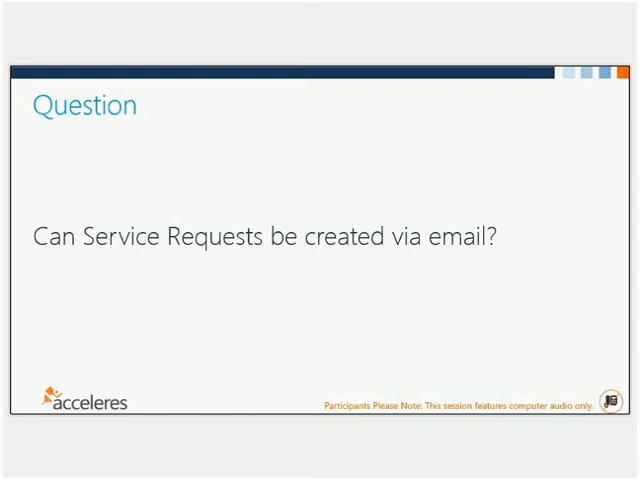 Question
Can Service Requests be created via email?
acceleres
Participants Please Note: This session features computer audio only.